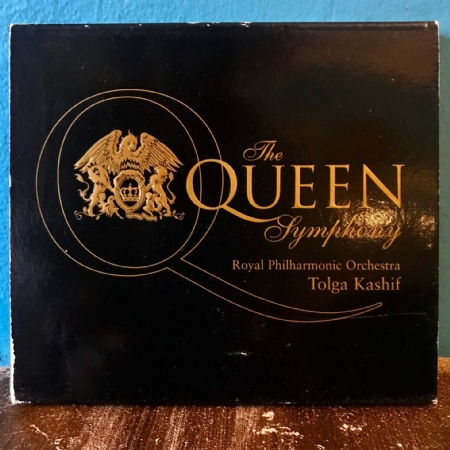 The
QUEEN
Symphony
Royal Philharmonic Orchestra
Tolga Kashif